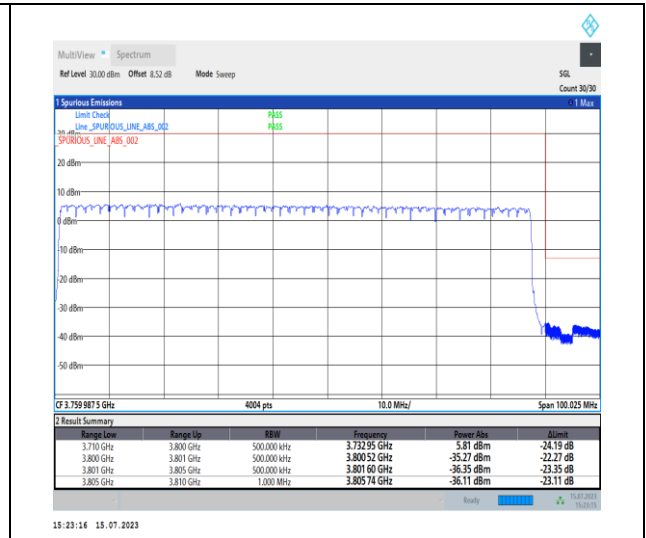 MultiView Spectrum
Ref Level 30.00 dBm Offset 8.52 dB Mode Sweep SGL
Count 30/30
1 Spurious Emissions 1 Max
Limit Check PASS
Line _SPURIOUS_LINE_ABS_002 PASS
SPURIOUS_LINE_ABS_002
20 dBm
10 dBm
0 dBm
-10 dBm
-20 dBm
-30 dBm
-40 dBm
-50 dBm
CF 3.759 987 5 GHz 4004 pts 10.0 MHz/ Span 100.025 MHz
2 Result Summary
Range Low Range Up RBW Frequency Power Abs ΔLimit
3.710 GHz 3.800 GHz 500.000 kHz 3.732 95 GHz 5.81 dBm -24.19 dB
3.800 GHz 3.801 GHz 500.000 kHz 3.800 52 GHz -35.27 dBm -22.27 dB
3.801 GHz 3.805 GHz 500.000 kHz 3.801 60 GHz -36.35 dBm -23.35 dB
3.805 GHz 3.810 GHz 1.000 MHz 3.805 74 GHz -36.11 dBm -23.11 dB
Ready 15.07.2023
15:23:15
15:23:16 15.07.2023